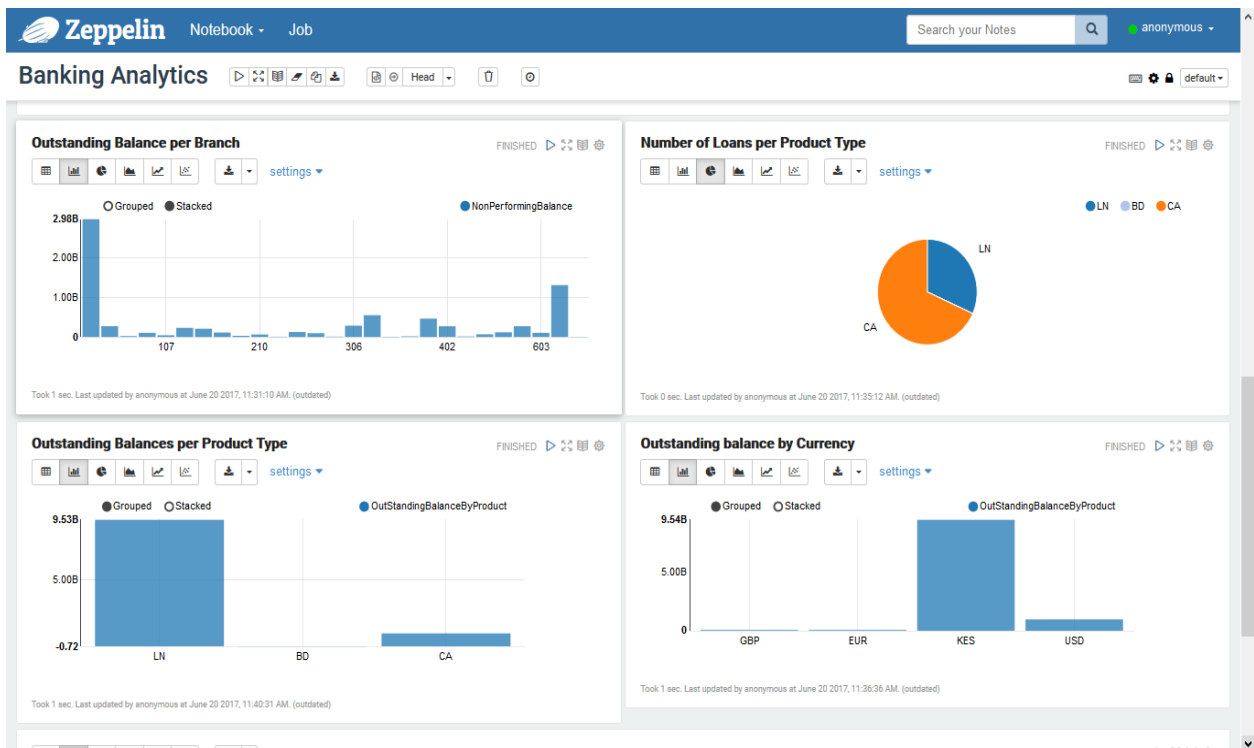 Zeppelin Notebook Job Search your Notes anonymous
Banking Analytics Head default
Outstanding Balance per Branch FINISHED
settings
Grouped Stacked NonPerformingBalance
2.98B
2.00B
1.00B
0
107 210 306 402 603
Took 1 sec. Last updated by anonymous at June 20 2017, 11:31:10 AM. (outdated)
Number of Loans per Product Type FINISHED
settings
LN BD CA
LN
CA
Took 0 sec. Last updated by anonymous at June 20 2017, 11:35:12 AM. (outdated)
Outstanding Balances per Product Type FINISHED
settings
Grouped Stacked OutStandingBalanceByProduct
9.53B
5.00B
-0.72
LN BD CA
Took 1 sec. Last updated by anonymous at June 20 2017, 11:40:31 AM. (outdated)
Outstanding balance by Currency FINISHED
settings
Grouped Stacked OutStandingBalanceByProduct
9.54B
5.00B
0
GBP EUR KES USD
Took 1 sec. Last updated by anonymous at June 20 2017, 11:36:36 AM. (outdated)